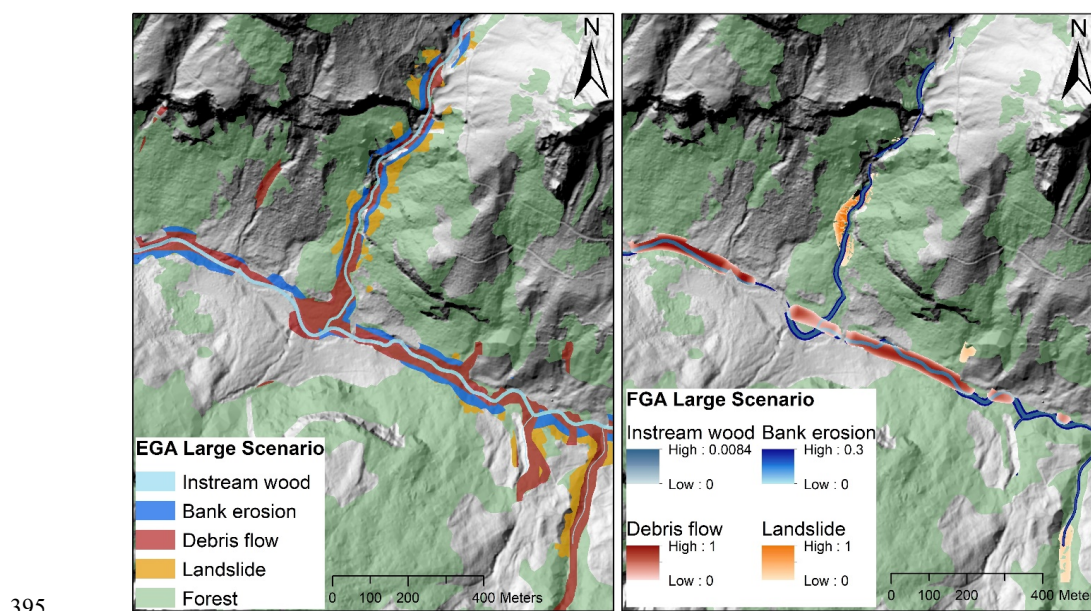 N
EGA Large Scenario
Instream wood
Bank erosion
Debris flow
Landslide
Forest
0 100 200 400 Meters
N
FGA Large Scenario
Instream wood Bank erosion
High : 0.0084 High : 0.3
Low : 0 Low : 0
Debris flow Landslide
High : 1 High : 1
Low : 0 Low : 0
0 100 200 400 Mete
395